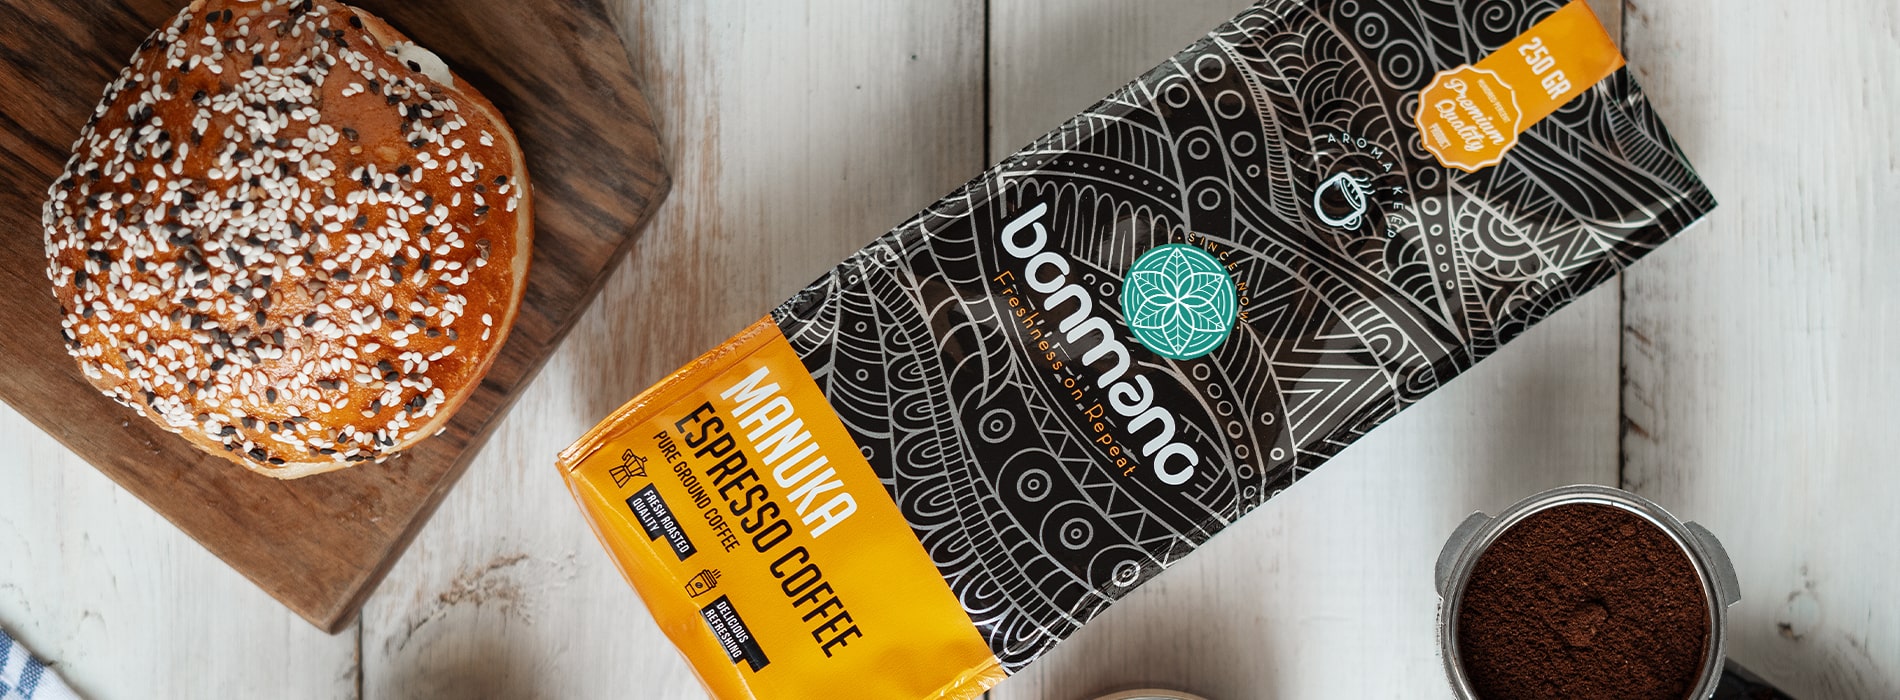 250 GR
Premium
Quality
PRODUCT
AROMA KEEP
SINCE NOW
bonmano
Freshness on Repeat
MANUKA
ESPRESSO COFFEE
PURE GROUND COFFEE
FRESH ROASTED
QUALITY
DELICIOUS
REFRESHING